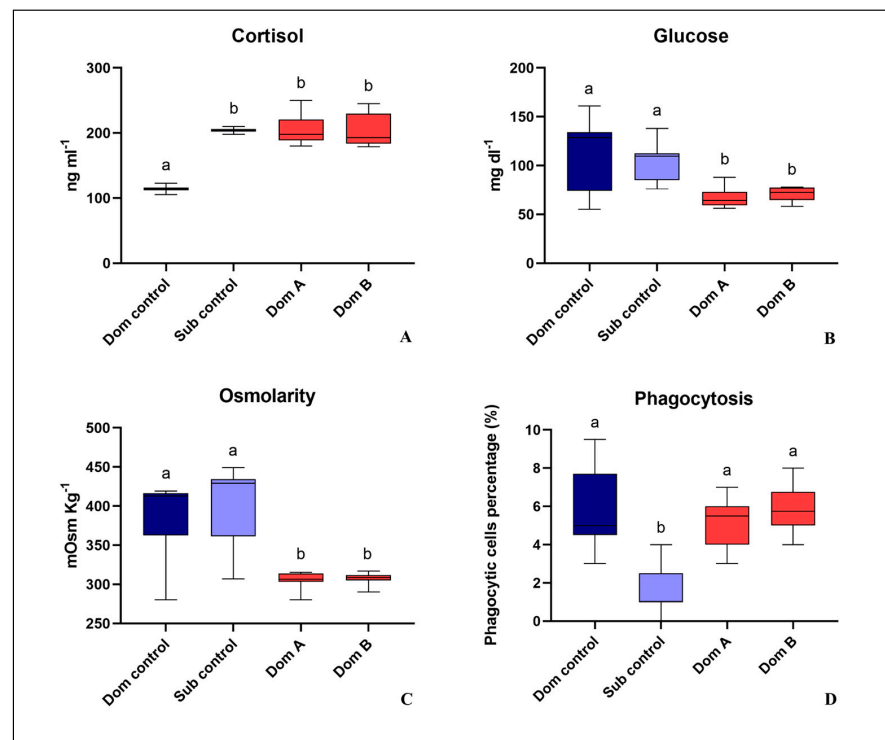 Cortisol
ng ml-1
300
200
100
0
a
b
b
b
Dom control
Sub control
Dom A
Dom B
A
Glucose
mg dl-1
200
150
100
50
0
a
a
b
b
Dom control
Sub control
Dom A
Dom B
B
Osmolarity
mOsm Kg-1
500
450
400
350
300
250
a
a
b
b
Dom control
Sub control
Dom A
Dom B
C
Phagocytosis
Phagocytic cells percentage (%)
10
8
6
4
2
0
a
b
a
a
Dom control
Sub control
Dom A
Dom B
D